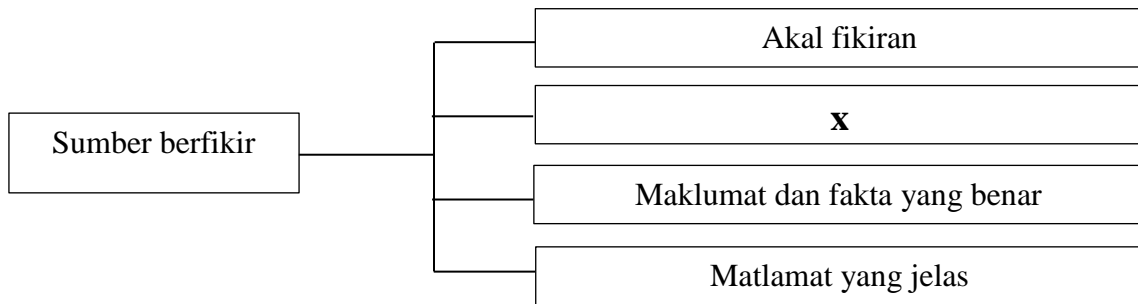 Sumber berfikir
Akal fikiran
x
Maklumat dan fakta yang benar
Matlamat yang jelas